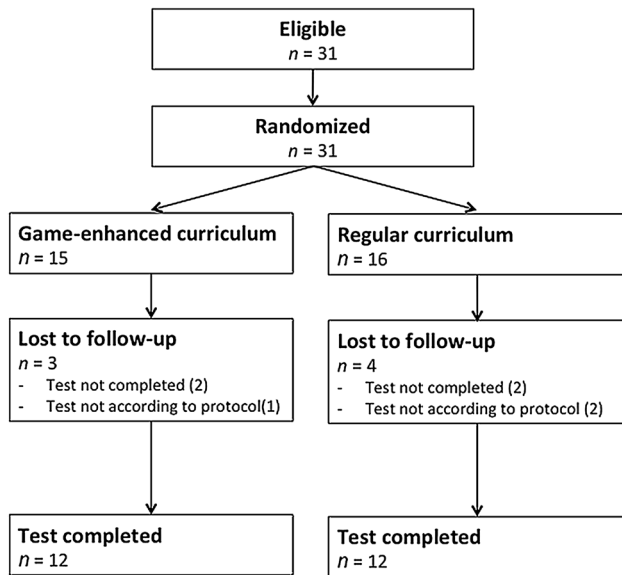 Eligible
n = 31
Randomized
n = 31
Game-enhanced curriculum
n = 15
Regular curriculum
n = 16
Lost to follow-up
n = 3
- Test not completed (2)
- Test not according to protocol(1)
Lost to follow-up
n = 4
- Test not completed (2)
- Test not according to protocol (2)
Test completed
n = 12
Test completed
n = 12